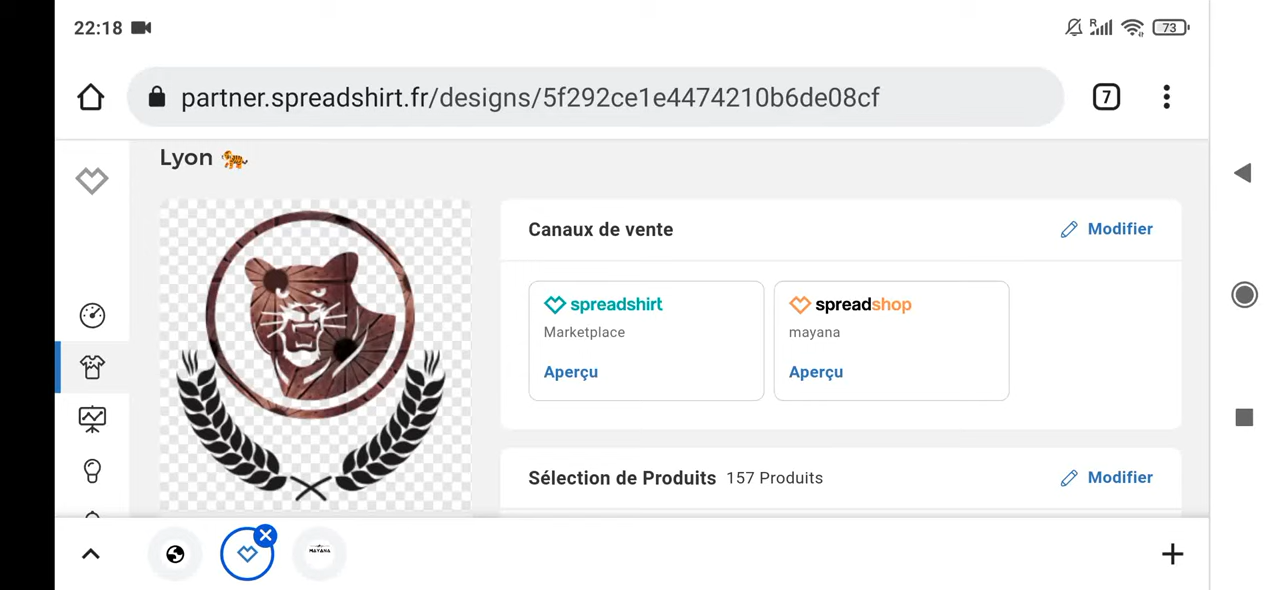 22:18
R
73
partner.spreadshirt.fr/designs/5f292ce1e4474210b6de08cf
7
Lyon 🐅
Canaux de vente
Modifier
spreadshirt
Marketplace
Aperçu
spreadshop
mayana
Aperçu
Sélection de Produits 157 Produits
Modifier
MAYANA